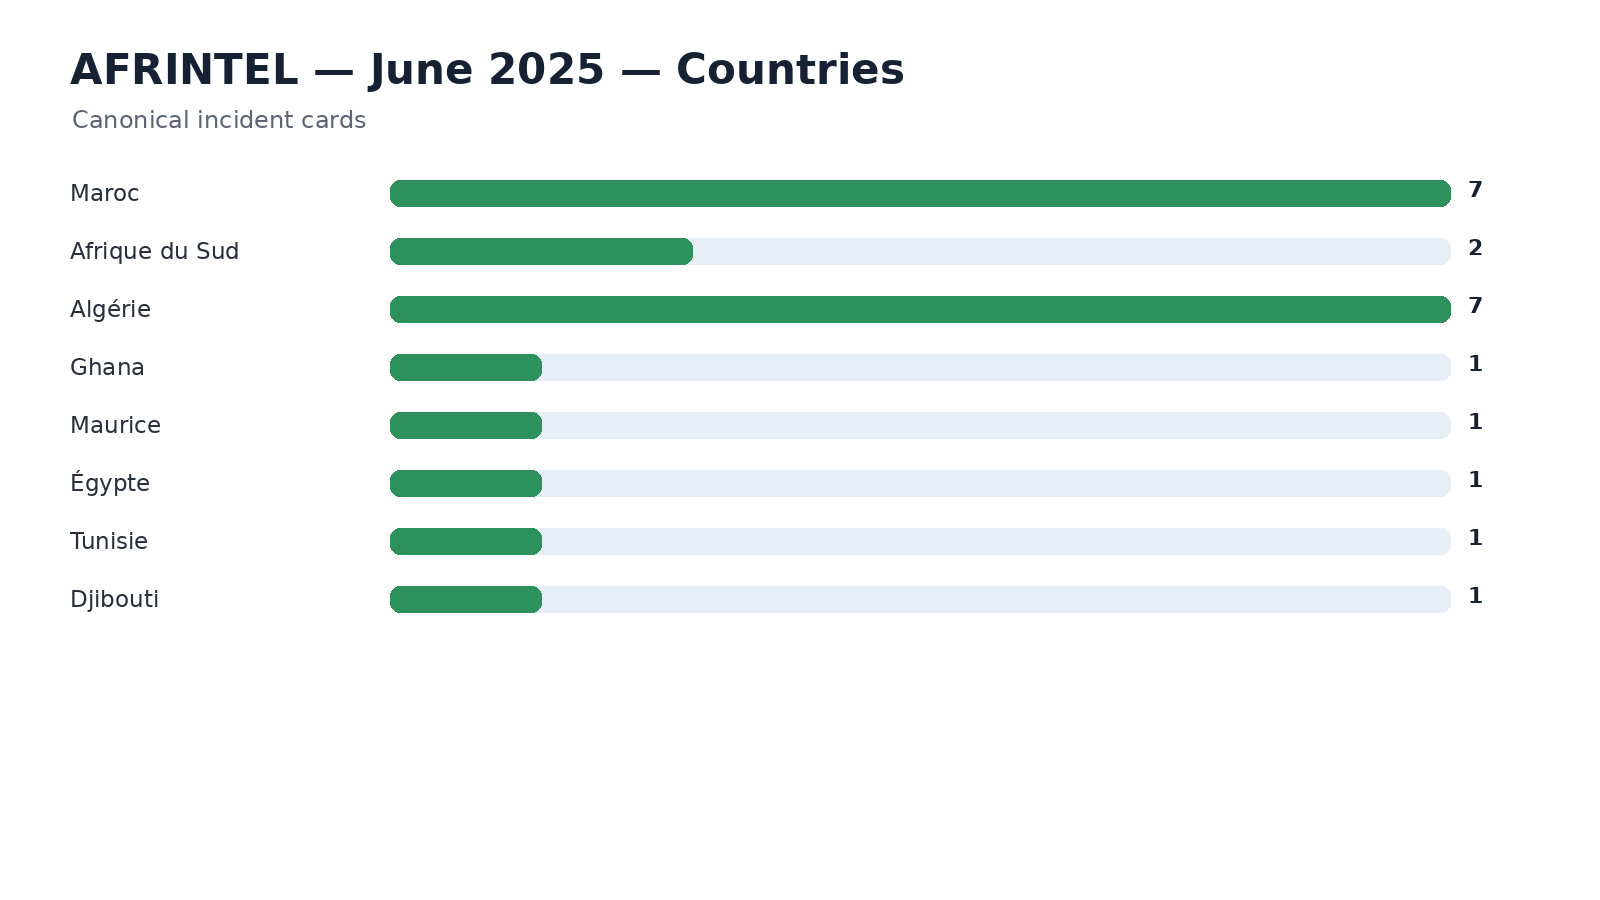 AFRINTEL — June 2025 — Countries
Canonical incident cards
Maroc 7
Afrique du Sud 2
Algérie 7
Ghana 1
Maurice 1
Égypte 1
Tunisie 1
Djibouti 1